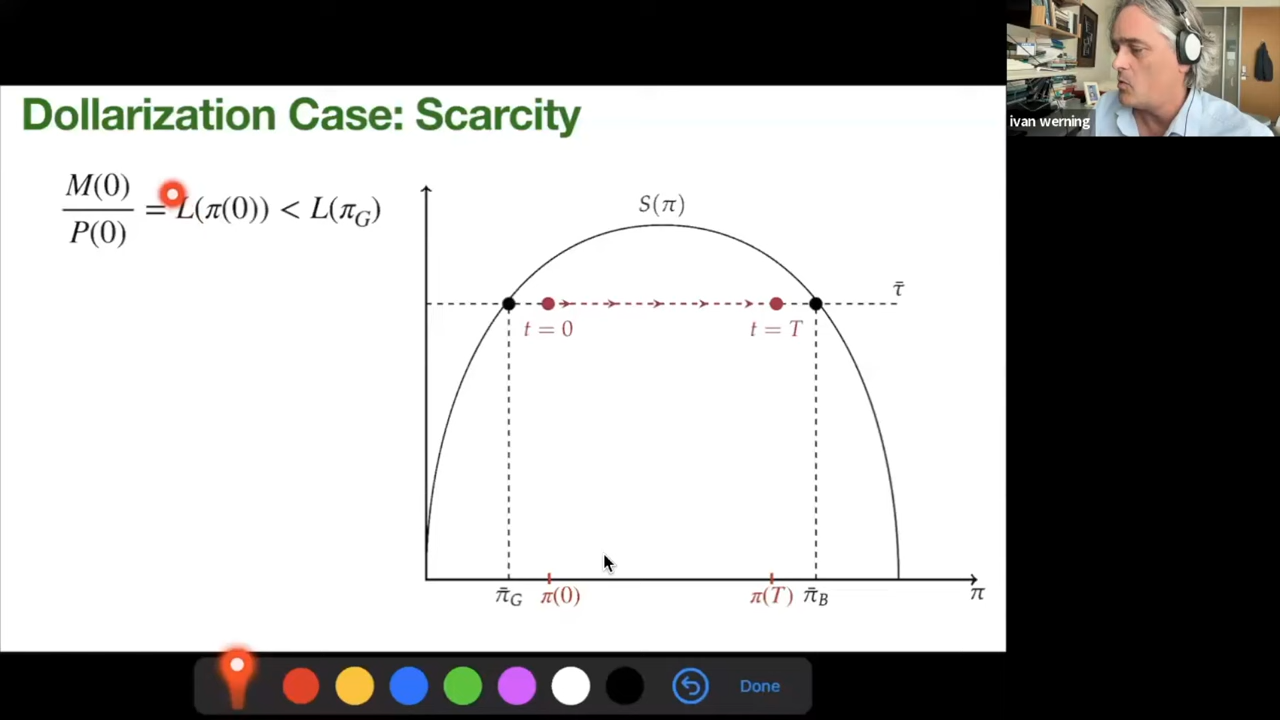 Dollarization Case: Scarcity
M(0)
P(0)
= L(π(0)) < L(π_G)
S(π)
τ̄
t = 0
t = T
π̄_G
π(0)
π(T)
π̄_B
π
ivan werning
Done